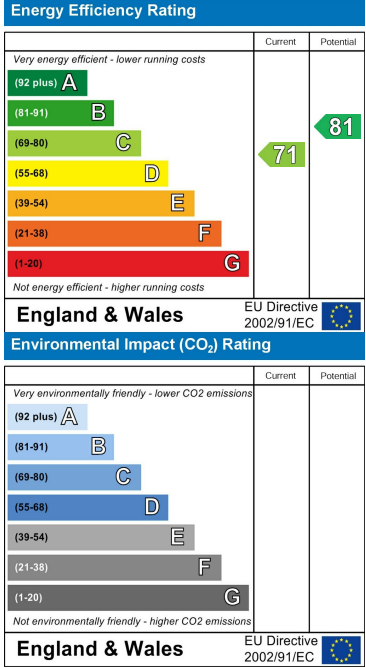 Energy Efficiency Rating
Current Potential
Very energy efficient - lower running costs
(92 plus) A
(81-91) B
(69-80) C
(55-68) D
(39-54) E
(21-38) F
(1-20) G
71
81
Not energy efficient - higher running costs
England & Wales
EU Directive
2002/91/EC
Environmental Impact (CO₂) Rating
Current Potential
Very environmentally friendly - lower CO2 emissions
(92 plus) A
(81-91) B
(69-80) C
(55-68) D
(39-54) E
(21-38) F
(1-20) G
Not environmentally friendly - higher CO2 emissions
England & Wales
EU Directive
2002/91/EC